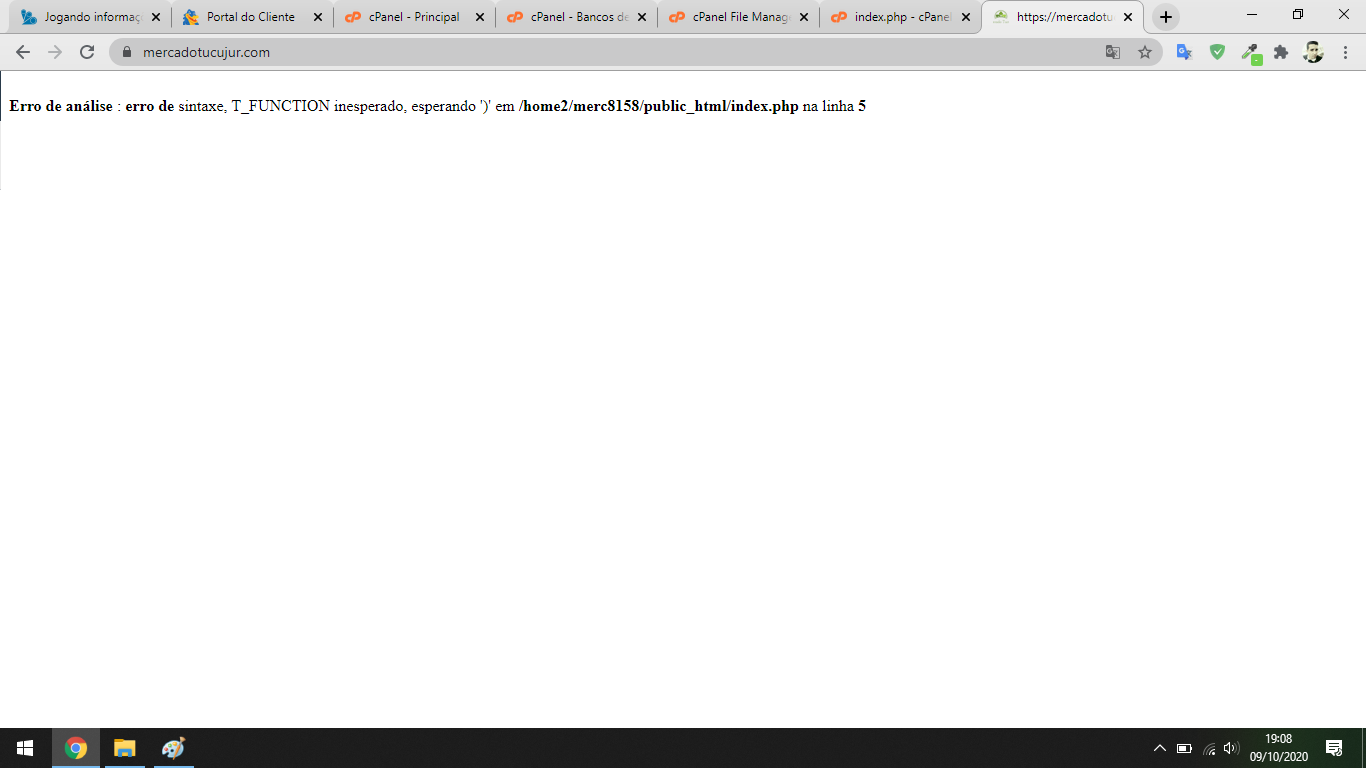 Jogando informaç
Portal do Cliente
cPanel - Principal
cPanel - Bancos de
cPanel File Manag
index.php - cPanel
https://mercadotu
mercadotucujur.com
Erro de análise : erro de sintaxe, T_FUNCTION inesperado, esperando ')' em /home2/merc8158/public_html/index.php na linha 5
19:08
09/10/2020